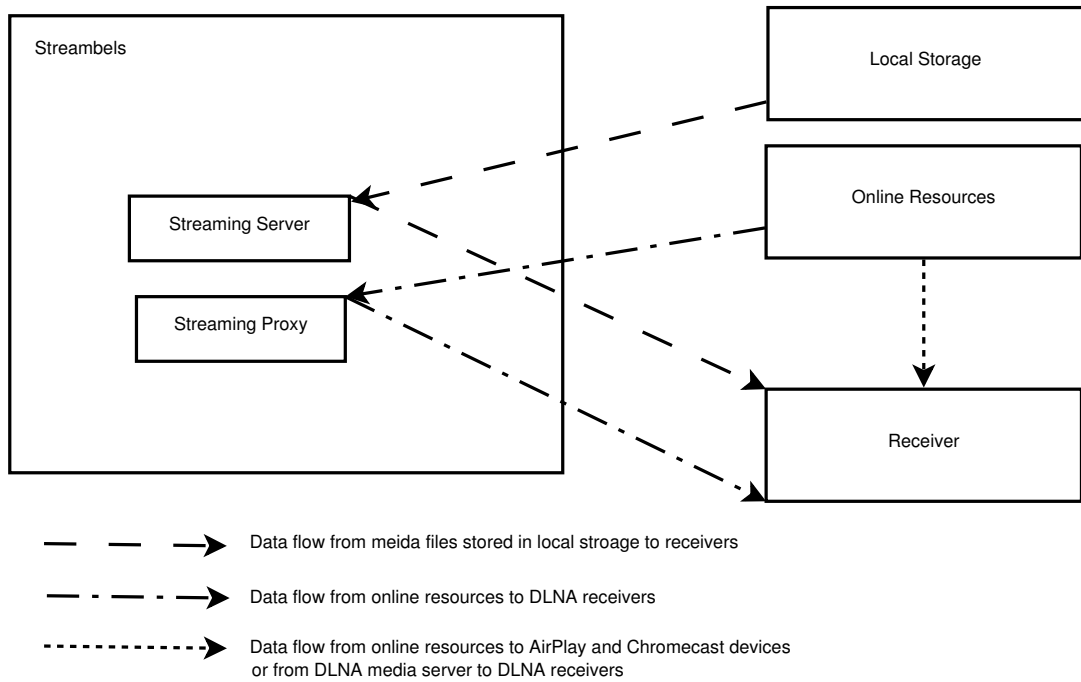 Streambels
Local Storage
Online Resources
Streaming Server
Streaming Proxy
Receiver
Data flow from meida files stored in local stroage to receivers
Data flow from online resources to DLNA receivers
Data flow from online resources to AirPlay and Chromecast devices
or from DLNA media server to DLNA receivers